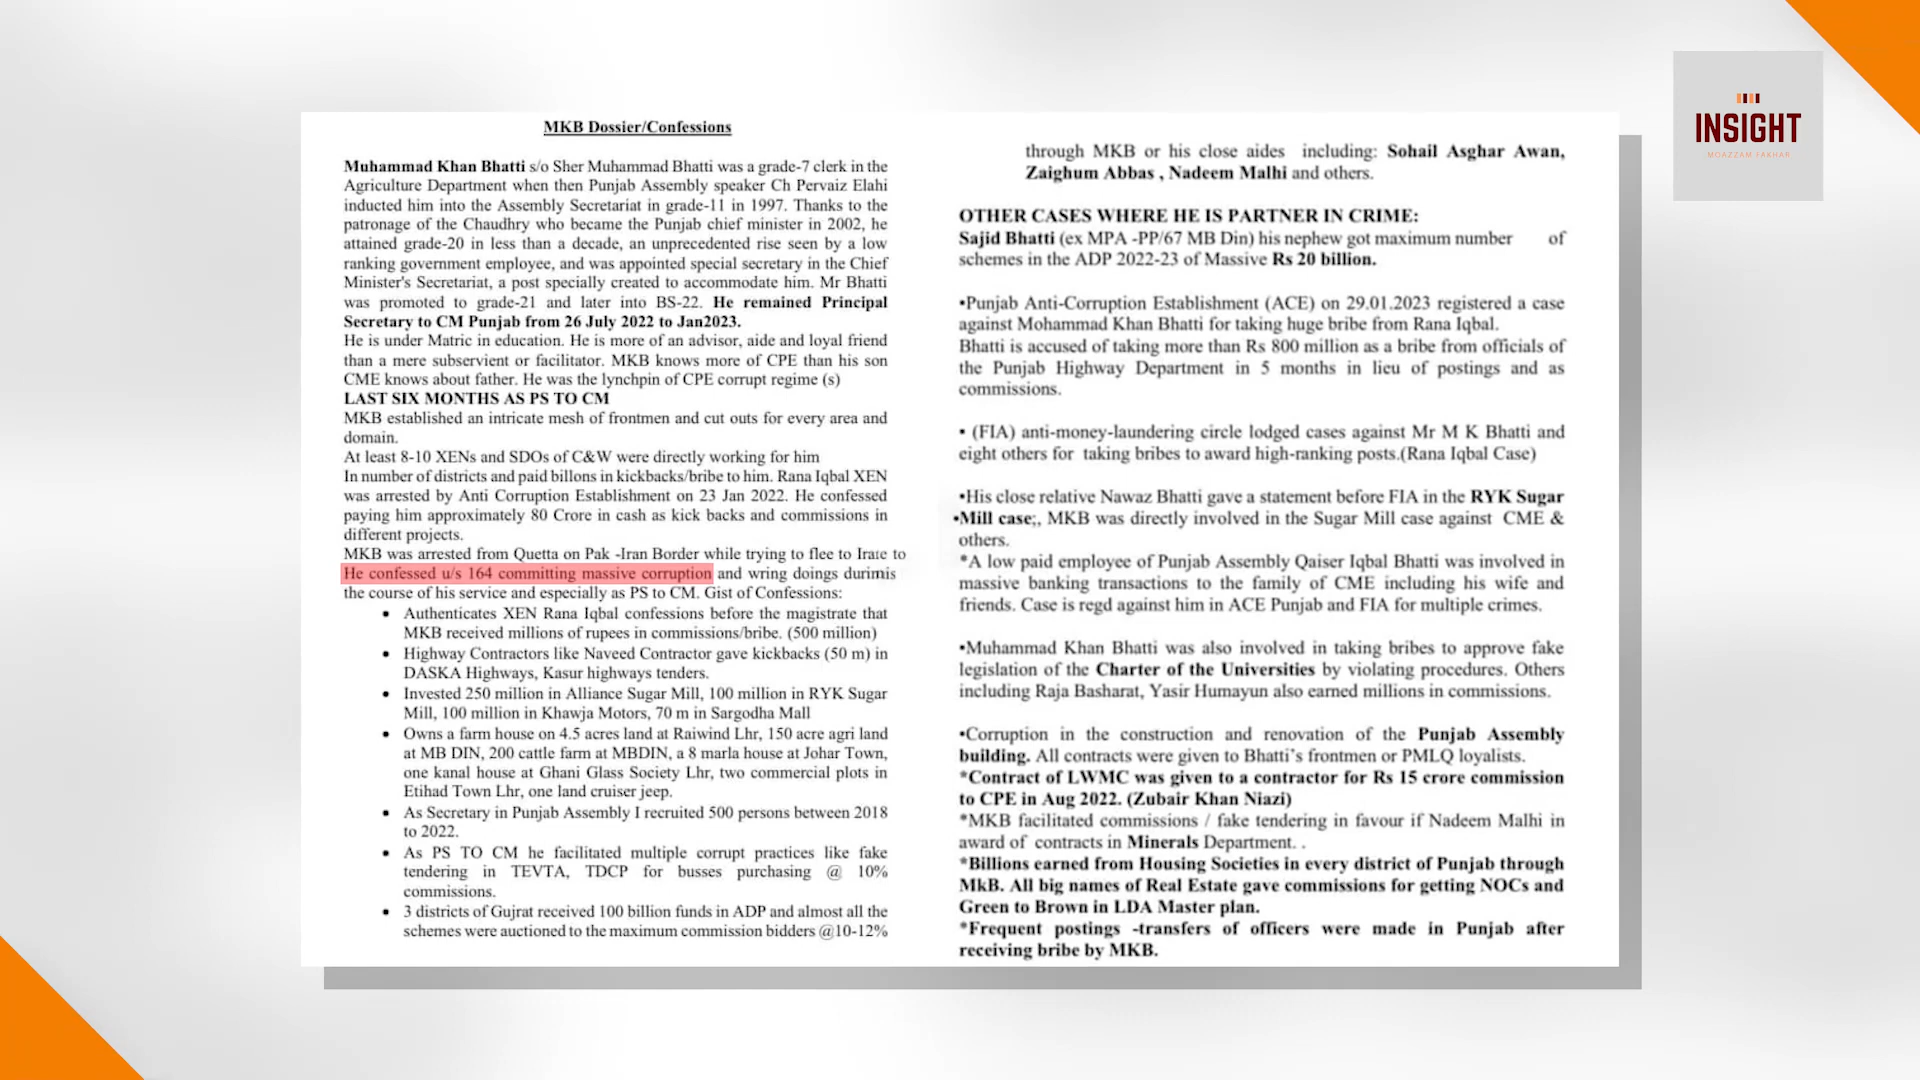 MKB Dossier/Confessions
Muhammad Khan Bhatti s/o Sher Muhammad Bhatti was a grade-7 clerk in the
Agriculture Department when then Punjab Assembly speaker Ch Pervaiz Elahi
inducted him into the Assembly Secretariat in grade-11 in 1997. Thanks to the
patronage of the Chaudhry who became the Punjab chief minister in 2002, he
attained grade-20 in less than a decade, an unprecedented rise seen by a low
ranking government employee, and was appointed special secretary in the Chief
Minister's Secretariat, a post specially created to accommodate him. Mr Bhatti
was promoted to grade-21 and later into BS-22. He remained Principal
Secretary to CM Punjab from 26 July 2022 to Jan2023.
He is under Matric in education. He is more of an advisor, aide and loyal friend
than a mere subservient or facilitator. MKB knows more of CPE than his son
CME knows about father. He was the lynchpin of CPE corrupt regime (s)
LAST SIX MONTHS AS PS TO CM
MKB established an intricate mesh of frontmen and cut outs for every area and
domain.
At least 8-10 XENs and SDOs of C&W were directly working for him
In number of districts and paid billons in kickbacks/bribe to him. Rana Iqbal XEN
was arrested by Anti Corruption Establishment on 23 Jan 2022. He confessed
paying him approximately 80 Crore in cash as kick backs and commissions in
different projects.
MKB was arrested from Quetta on Pak -Iran Border while trying to flee to
He confessed u/s 164 committing massive corruption and wring doings
the course of his service and especially as PS to CM. Gist of Confessions:
• Authenticates XEN Rana Iqbal confessions before the magistrate that
MKB received millions of rupees in commissions/bribe. (500 million)
• Highway Contractors like Naveed Contractor gave kickbacks (50 m) in
DASKA Highways, Kasur highways tenders.
• Invested 250 million in Alliance Sugar Mill, 100 million in RYK Sugar
Mill, 100 million in Khawja Motors, 70 m in Sargodha Mall
• Owns a farm house on 4.5 acres land at Raiwind Lhr, 150 acre agri land
at MB DIN, 200 cattle farm at MBDIN, a 8 marla house at Johar Town,
one kanal house at Ghani Glass Society Lhr, two commercial plots in
Etihad Town Lhr, one land cruiser jeep.
• As Secretary in Punjab Assembly I recruited 500 persons between 2018
to 2022.
• As PS TO CM he facilitated multiple corrupt practices like fake
tendering in TEVTA, TDCP for busses purchasing @ 10%
commissions.
• 3 districts of Gujrat received 100 billion funds in ADP and almost all the
schemes were auctioned to the maximum commission bidders @10-12%
through MKB or his close aides including: Sohail Asghar Awan,
Zaighum Abbas , Nadeem Malhi and others.
OTHER CASES WHERE HE IS PARTNER IN CRIME:
Sajid Bhatti (ex MPA -PP/67 MB Din) his nephew got maximum number of
schemes in the ADP 2022-23 of Massive Rs 20 billion.
•Punjab Anti-Corruption Establishment (ACE) on 29.01.2023 registered a case
against Mohammad Khan Bhatti for taking huge bribe from Rana Iqbal.
Bhatti is accused of taking more than Rs 800 million as a bribe from officials of
the Punjab Highway Department in 5 months in lieu of postings and as
commissions.
• (FIA) anti-money-laundering circle lodged cases against Mr M K Bhatti and
eight others for taking bribes to award high-ranking posts.(Rana Iqbal Case)
•His close relative Nawaz Bhatti gave a statement before FIA in the RYK Sugar
•Mill case;, MKB was directly involved in the Sugar Mill case against CME &
others.
*A low paid employee of Punjab Assembly Qaiser Iqbal Bhatti was involved in
massive banking transactions to the family of CME including his wife and
friends. Case is regd against him in ACE Punjab and FIA for multiple crimes.
•Muhammad Khan Bhatti was also involved in taking bribes to approve fake
legislation of the Charter of the Universities by violating procedures. Others
including Raja Basharat, Yasir Humayun also earned millions in commissions.
•Corruption in the construction and renovation of the Punjab Assembly
building. All contracts were given to Bhatti's frontmen or PMLQ loyalists.
*Contract of LWMC was given to a contractor for Rs 15 crore commission
to CPE in Aug 2022. (Zubair Khan Niazi)
*MKB facilitated commissions / fake tendering in favour if Nadeem Malhi in
award of contracts in Minerals Department. .
*Billions earned from Housing Societies in every district of Punjab through
MkB. All big names of Real Estate gave commissions for getting NOCs and
Green to Brown in LDA Master plan.
*Frequent postings -transfers of officers were made in Punjab after
receiving bribe by MKB.
INSIGHT
MOAZZAM FAKHAR